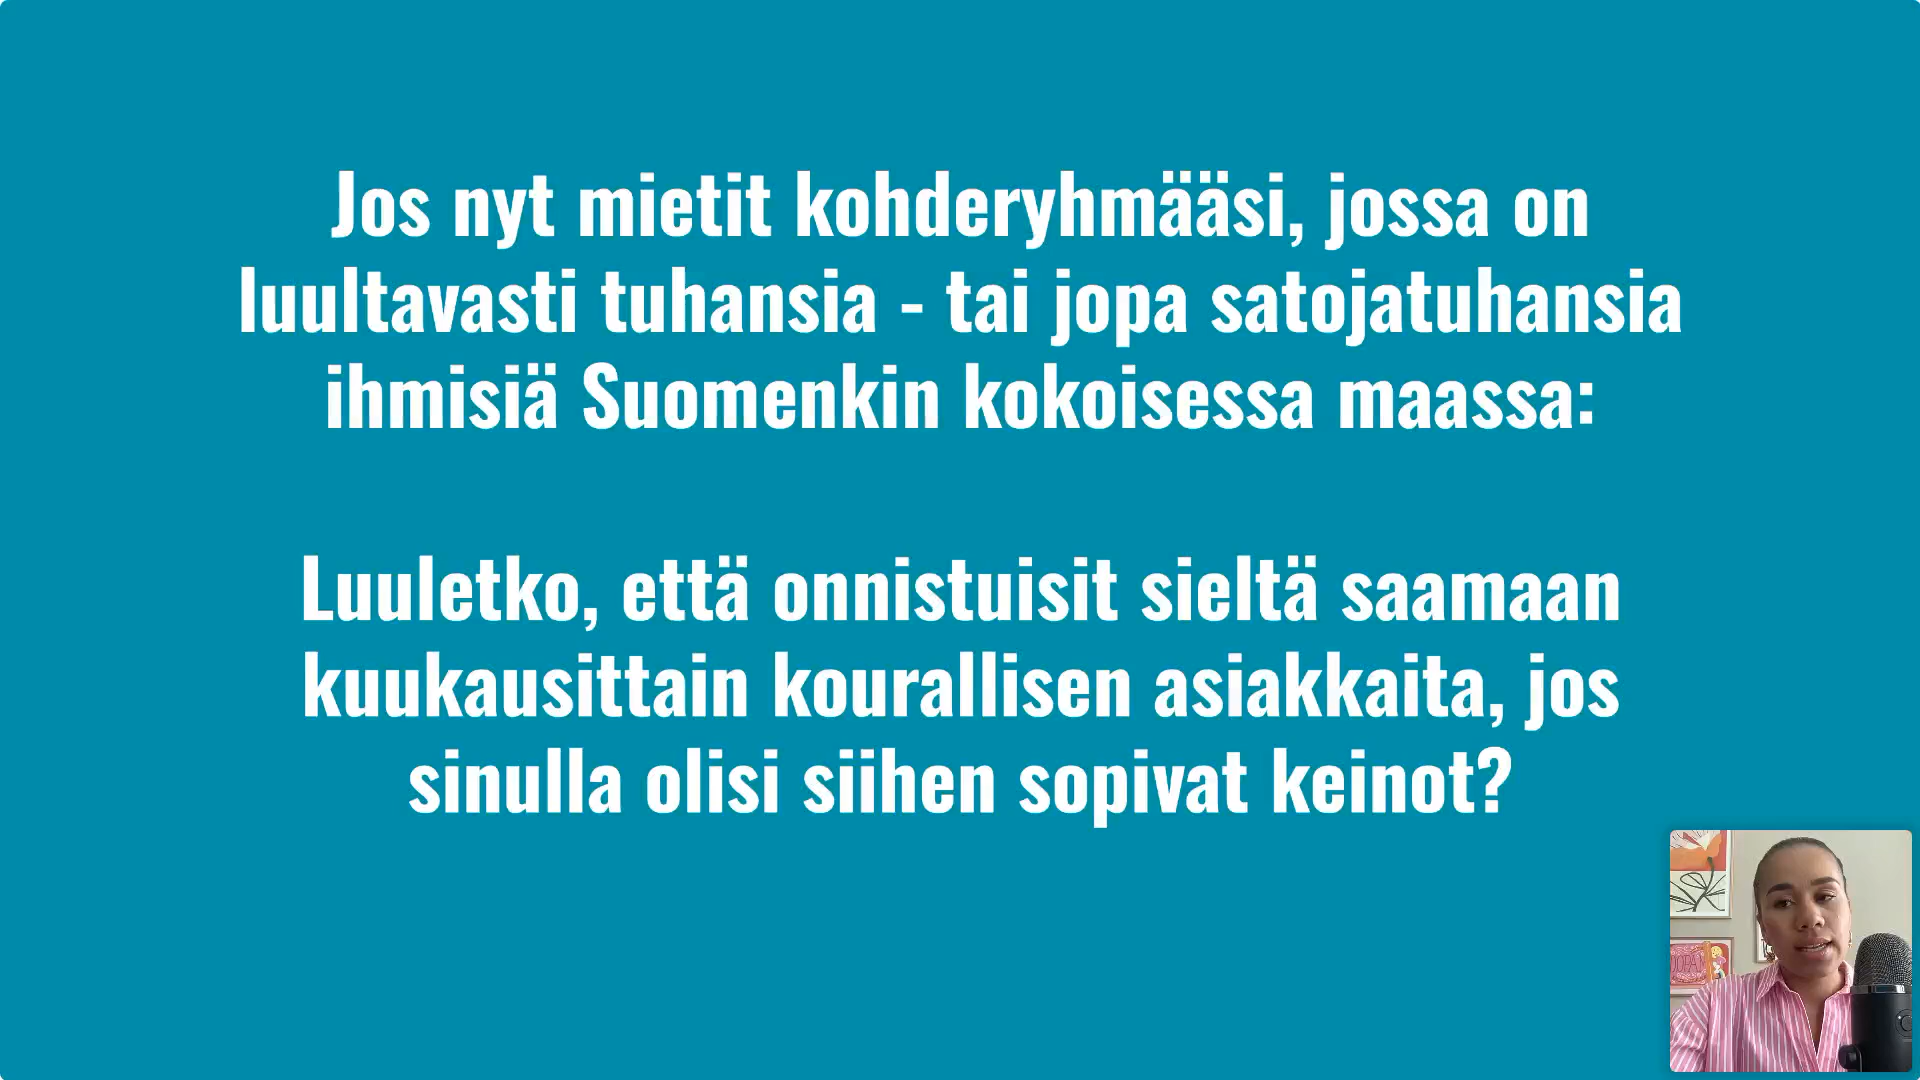 Jos nyt mietit kohderyhmääsi, jossa on
luultavasti tuhansia - tai jopa satojatuhansia
ihmisiä Suomenkin kokoisessa maassa:
Luuletko, että onnistuisit sieltä saamaan
kuukausittain kourallisen asiakkaita, jos
sinulla olisi siihen sopivat keinot?